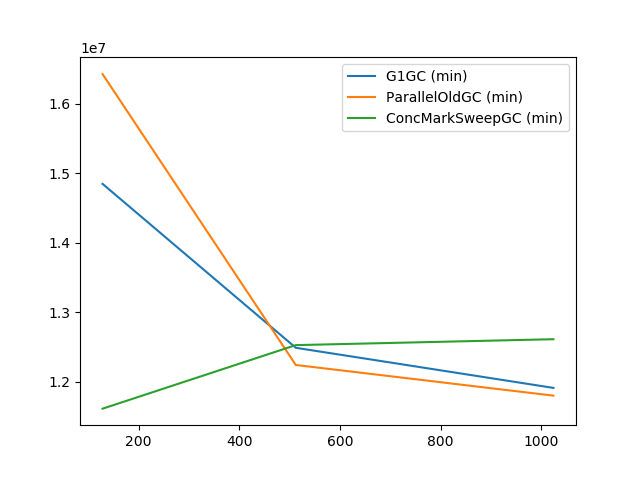 1e7
G1GC (min)
ParallelOldGC (min)
ConcMarkSweepGC (min)
1.6
1.5
1.4
1.3
1.2
200 400 600 800 1000